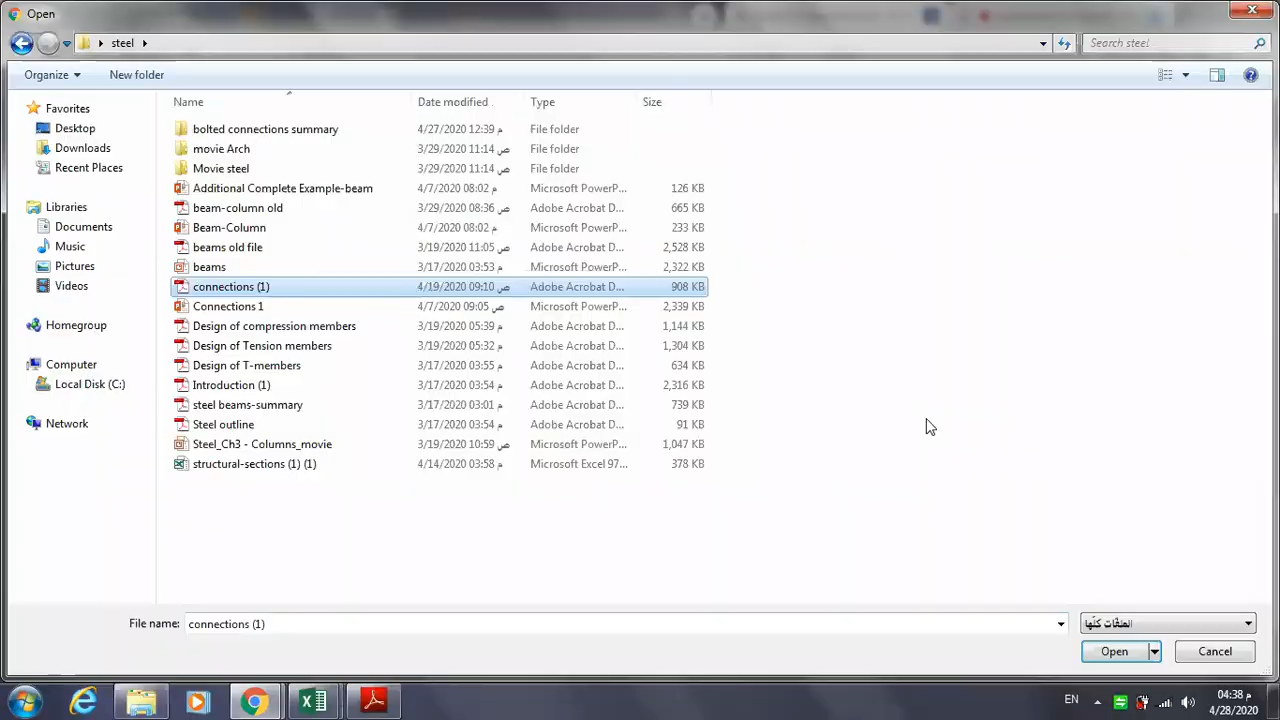 Open
steel
Search steel
Organize
New folder
Name
Date modified
Type
Size
Favorites
Desktop
Downloads
Recent Places
Libraries
Documents
Music
Pictures
Videos
Homegroup
Computer
Local Disk (C:)
Network
bolted connections summary 4/27/2020 12:39 م File folder
movie Arch 3/29/2020 11:14 ص File folder
Movie steel 3/29/2020 11:14 ص File folder
Additional Complete Example-beam 4/7/2020 08:02 م Microsoft PowerP... 126 KB
beam-column old 3/29/2020 08:36 ص Adobe Acrobat D... 665 KB
Beam-Column 4/7/2020 08:02 م Microsoft PowerP... 233 KB
beams old file 3/19/2020 11:05 ص Adobe Acrobat D... 2,528 KB
beams 3/17/2020 03:53 م Microsoft PowerP... 2,322 KB
connections (1) 4/19/2020 09:10 ص Adobe Acrobat D... 908 KB
Connections 1 4/7/2020 09:05 ص Microsoft PowerP... 2,339 KB
Design of compression members 3/19/2020 05:39 م Adobe Acrobat D... 1,144 KB
Design of Tension members 3/19/2020 05:32 م Adobe Acrobat D... 1,304 KB
Design of T-members 3/17/2020 03:55 م Adobe Acrobat D... 634 KB
Introduction (1) 3/17/2020 03:54 م Adobe Acrobat D... 2,316 KB
steel beams-summary 3/17/2020 03:01 م Adobe Acrobat D... 739 KB
Steel outline 3/17/2020 03:54 م Adobe Acrobat D... 91 KB
Steel_Ch3 - Columns_movie 3/19/2020 10:59 ص Microsoft PowerP... 1,047 KB
structural-sections (1) (1) 4/14/2020 03:58 م Microsoft Excel 97... 378 KB
File name: connections (1)
الملفّات كلّها
Open
Cancel
EN
04:38 م
4/28/2020